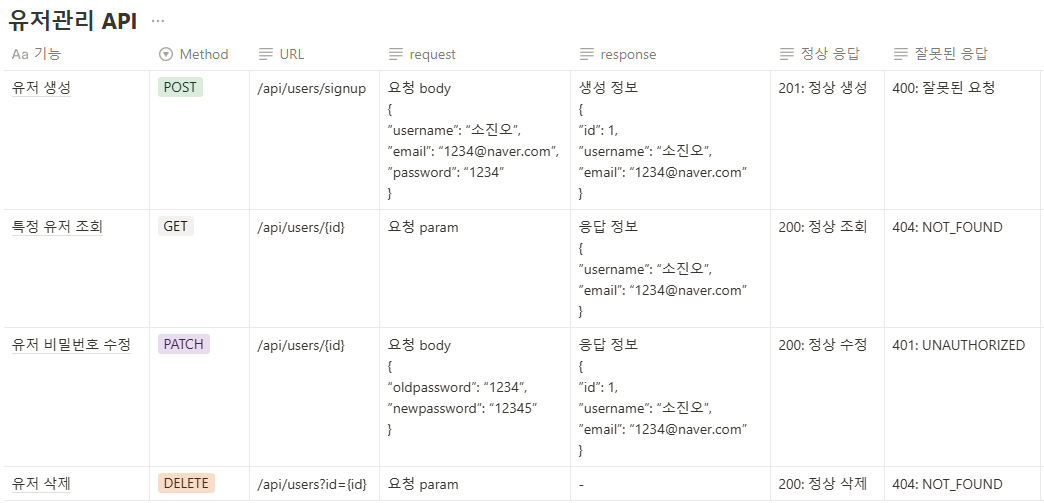 유저관리 API ...
Aa 기능 Method URL request response 정상 응답 잘못된 응답
유저 생성 POST /api/users/signup 요청 body 생성 정보 201: 정상 생성 400: 잘못된 요청
{ {
”username”: “소진오”, ”id”: 1,
”email”: “1234@naver.com”, ”username”: “소진오”,
”password”: “1234” ”email”: “1234@naver.com”
} }
특정 유저 조회 GET /api/users/{id} 요청 param 응답 정보 200: 정상 조회 404: NOT_FOUND
{
”username”: “소진오”,
”email”: “1234@naver.com”
}
유저 비밀번호 수정 PATCH /api/users/{id} 요청 body 응답 정보 200: 정상 수정 401: UNAUTHORIZED
{ {
“oldpassword”: “1234”, ”id”: 1,
”newpassword”: “12345” ”username”: “소진오”,
} ”email”: “1234@naver.com”
}
유저 삭제 DELETE /api/users?id={id} 요청 param - 200: 정상 삭제 404: NOT_FOUND